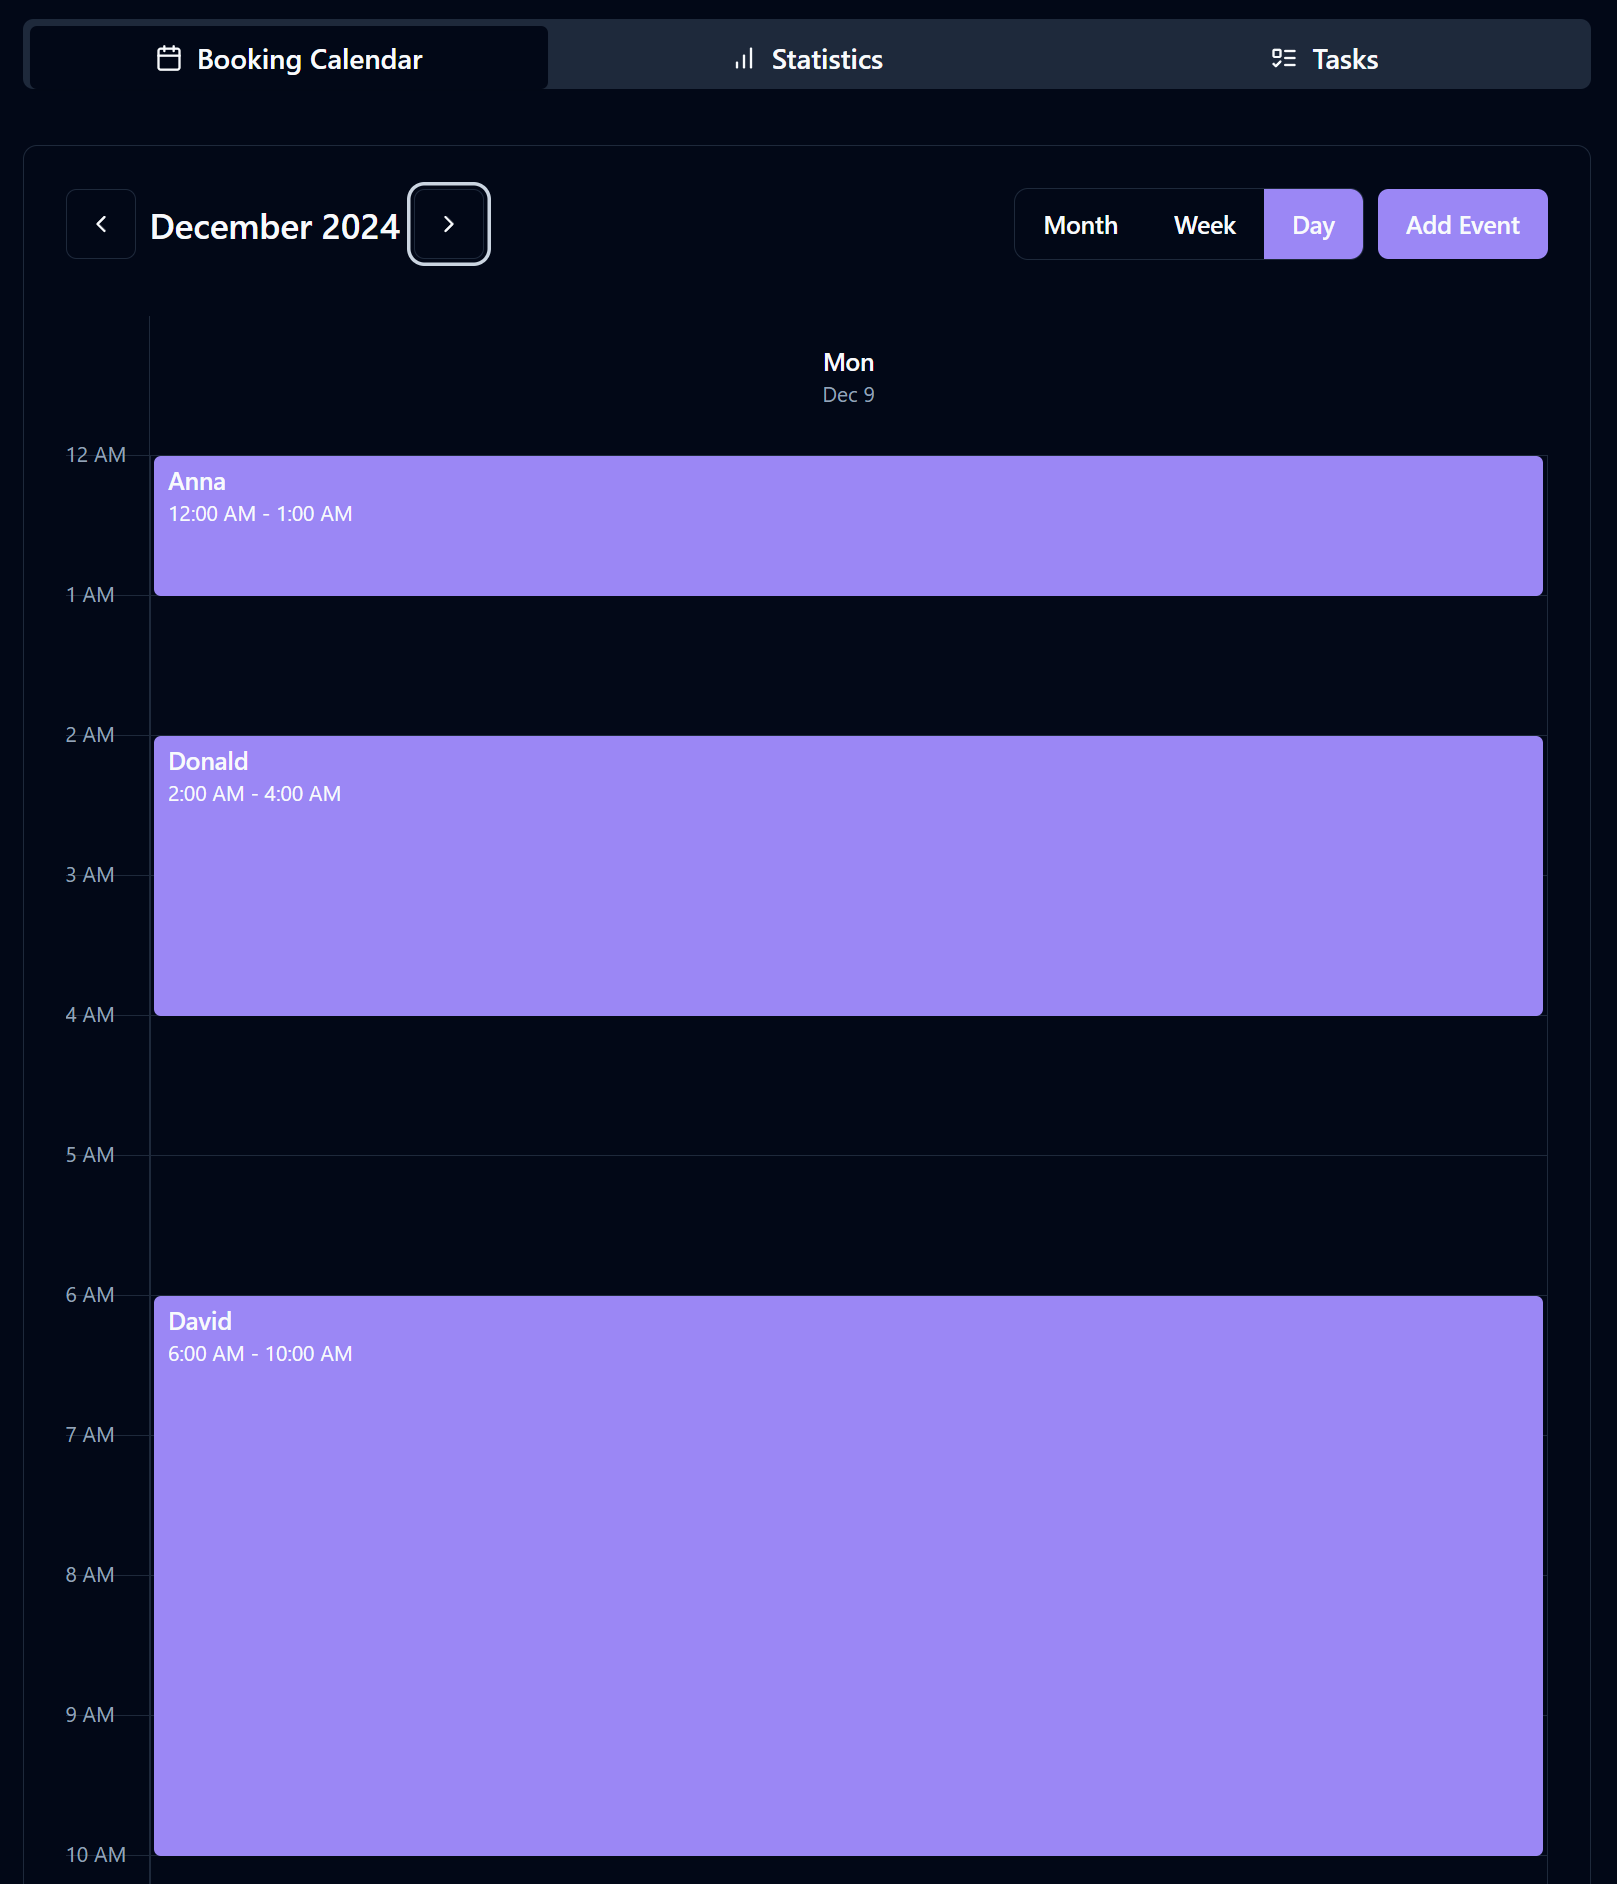 Booking Calendar
Statistics
Tasks
December 2024
Month
Week
Day
Add Event
Mon
Dec 9
12 AM
Anna
12:00 AM - 1:00 AM
1 AM
2 AM
Donald
2:00 AM - 4:00 AM
3 AM
4 AM
5 AM
6 AM
David
6:00 AM - 10:00 AM
7 AM
8 AM
9 AM
10 AM